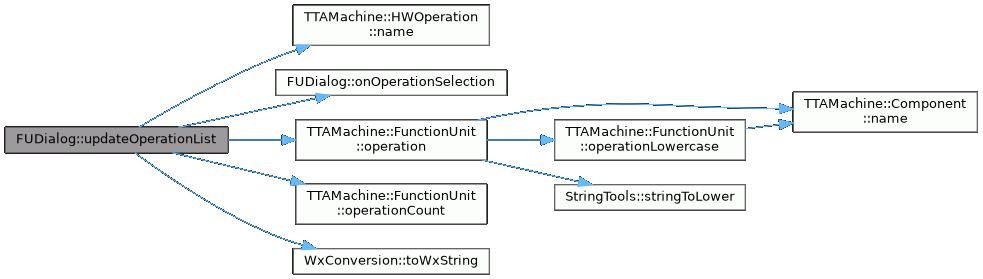 FUDialog::updateOperationList
TTAMachine::HWOperation
::name
FUDialog::onOperationSelection
TTAMachine::FunctionUnit
::operation
TTAMachine::FunctionUnit
::operationCount
WxConversion::toWxString
TTAMachine::FunctionUnit
::operationLowercase
StringTools::stringToLower
TTAMachine::Component
::name